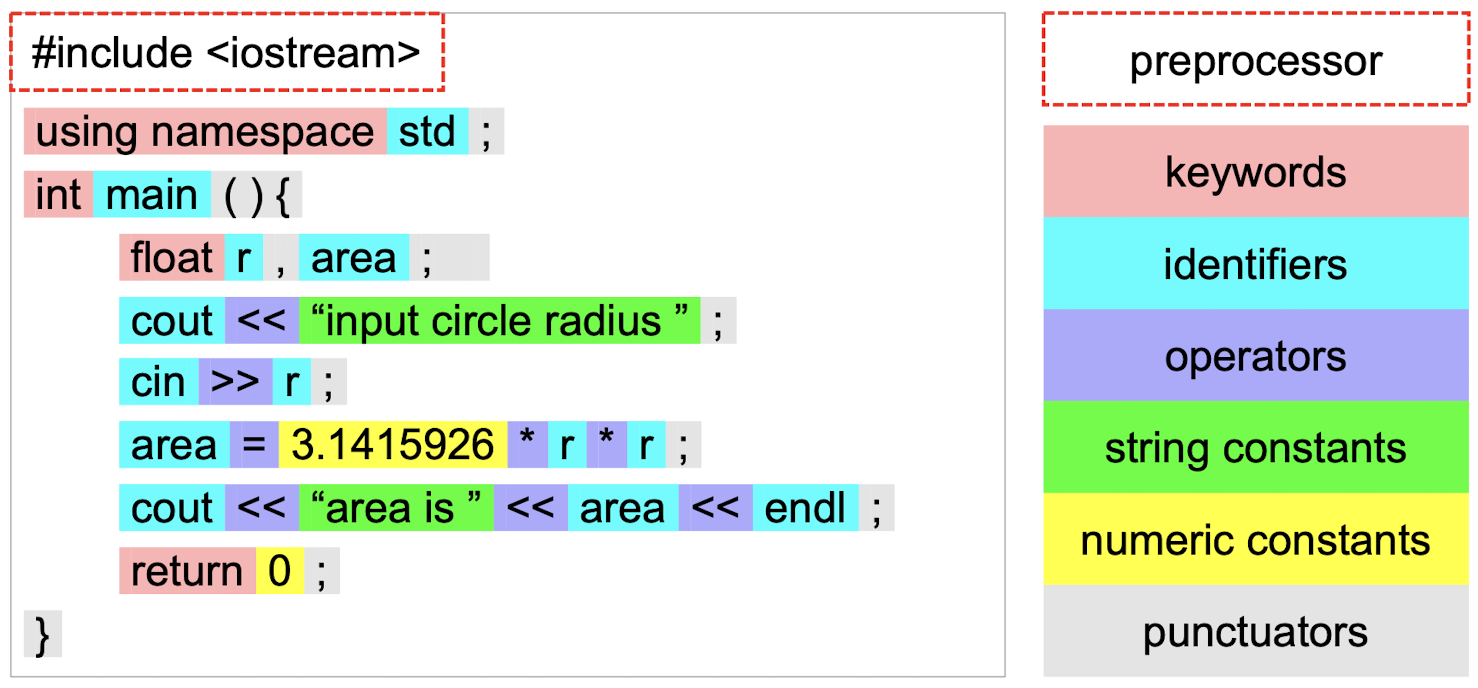 #include <iostream>
using namespace std ;
int main ( ) {
float r , area ;
cout << “input circle radius ” ;
cin >> r ;
area = 3.1415926 * r * r ;
cout << “area is ” << area << endl ;
return 0 ;
}
preprocessor
keywords
identifiers
operators
string constants
numeric constants
punctuators